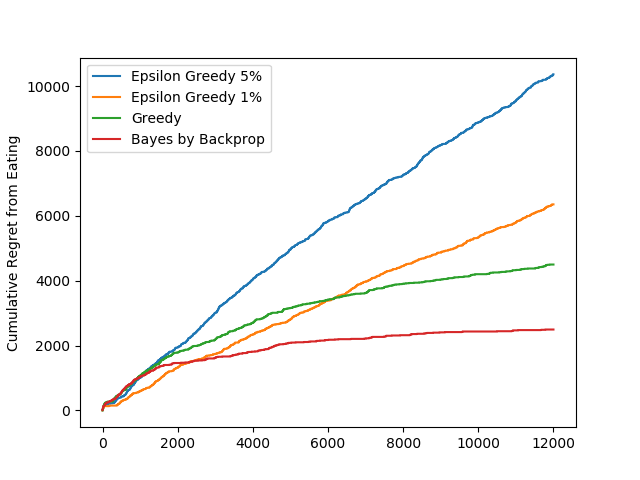 Epsilon Greedy 5%
Epsilon Greedy 1%
Greedy
Bayes by Backprop
Cumulative Regret from Eating
10000
8000
6000
4000
2000
0
0 2000 4000 6000 8000 10000 12000